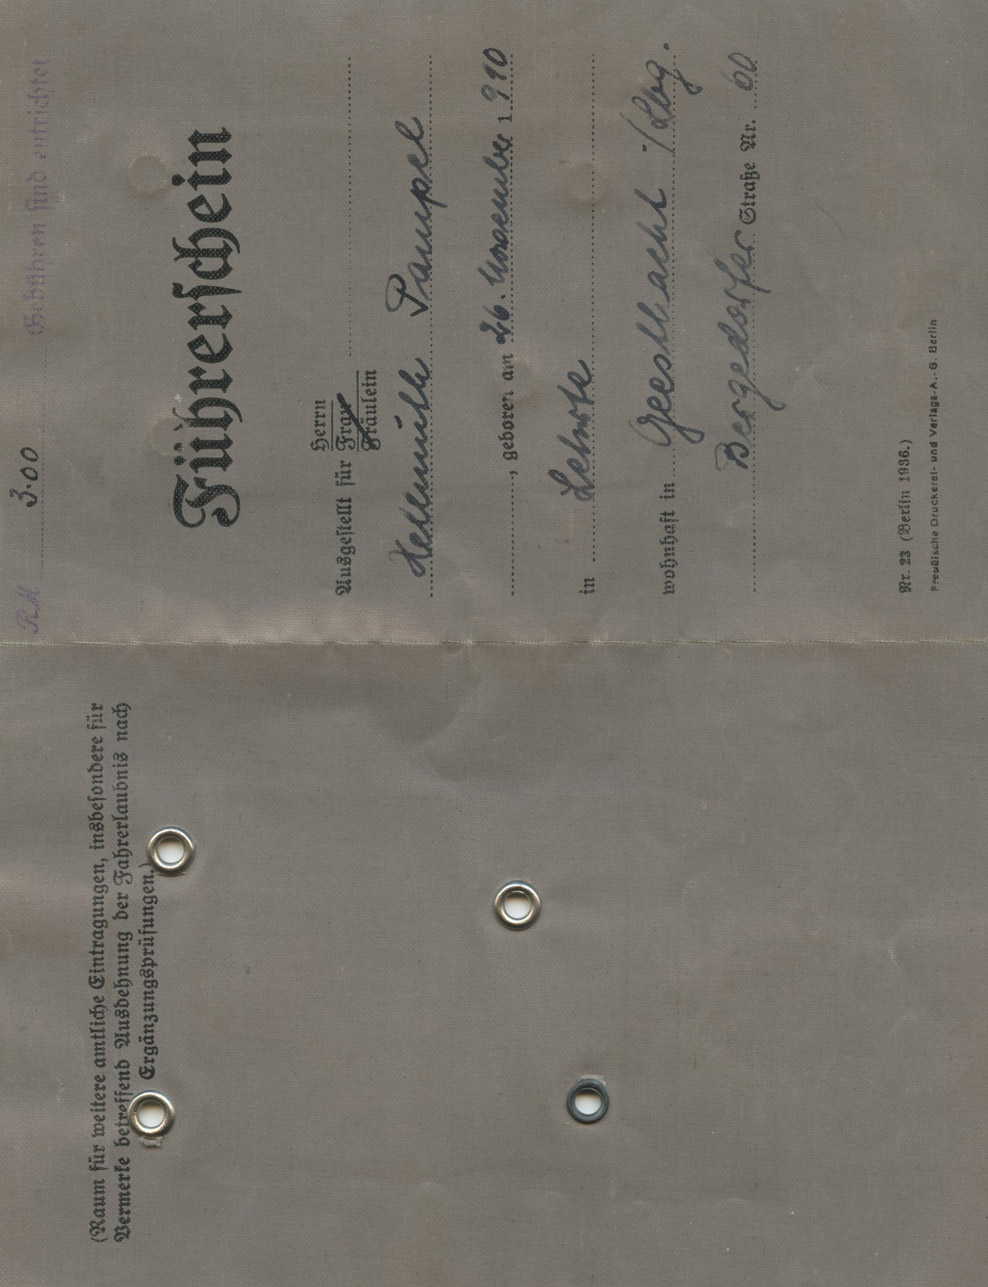 RM 3.00 Gebühren sind entrichtet
Führerschein
Herrn
Ausgestellt für Frau
Fräulein
Hellmuth Pampel
, geboren am 26. November 1910
in Lehrte
wohnhaft in Geesthacht /Lbg.
Bergedorfer Straße Nr. 60
Nr. 23 (Berlin 1936.)
Preußische Druckerei- und Verlags-A.-G. Berlin
(Raum für weitere amtliche Eintragungen, insbesondere für
Vermerke betreffend Ausdehnung der Fahrerlaubnis nach
Ergänzungsprüfungen.)